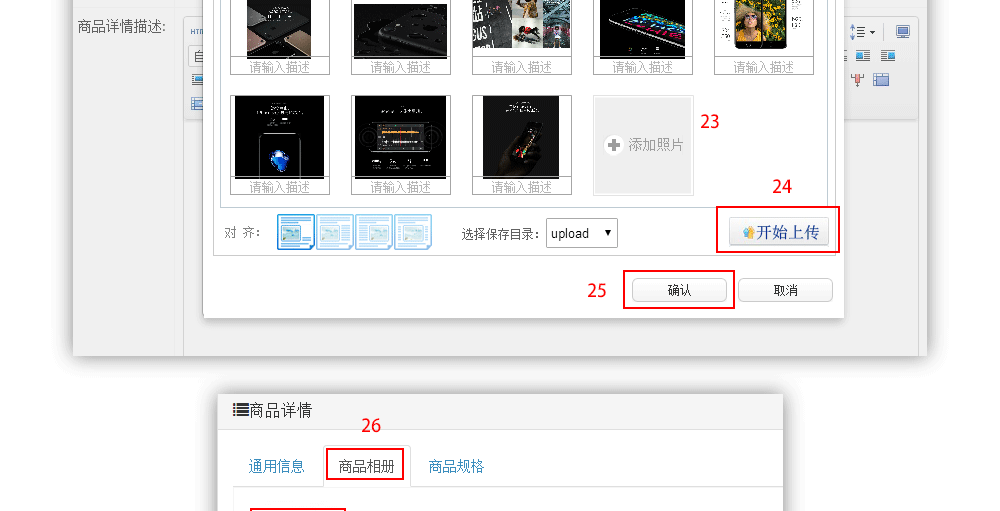 商品详情描述:
HTM
请输入描述
请输入描述
请输入描述
请输入描述
请输入描述
自
添加照片
23
请输入描述
请输入描述
请输入描述
24
对 齐:
选择保存目录:
upload
开始上传
25
确认
取消
商品详情
26
通用信息
商品相册
商品规格